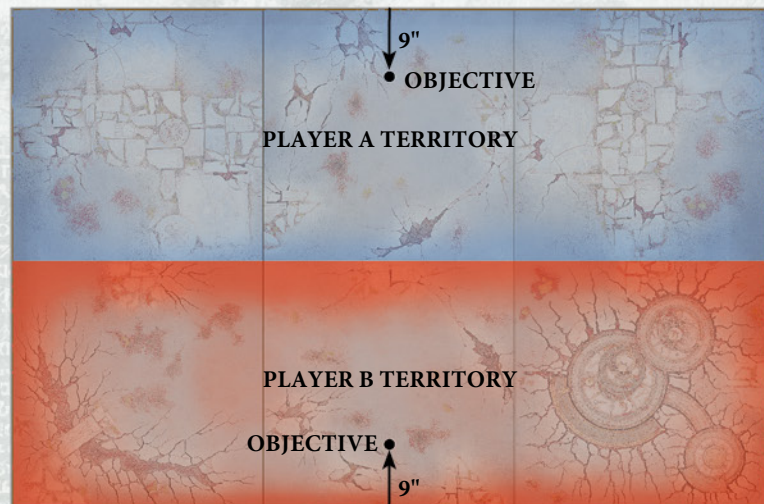 9"
OBJECTIVE
PLAYER A TERRITORY
PLAYER B TERRITORY
OBJECTIVE
9"